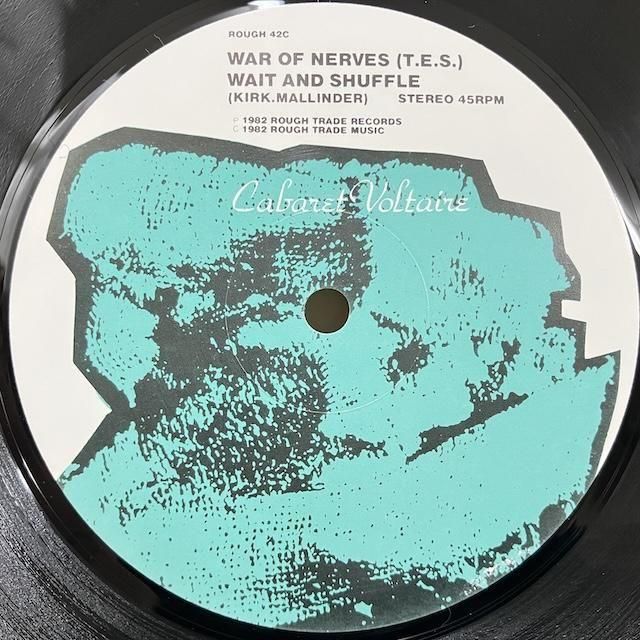 ROUGH 42C
WAR OF NERVES (T.E.S.)
WAIT AND SHUFFLE
(KIRK.MALLINDER) STEREO 45RPM
P 1982 ROUGH TRADE RECORDS
C 1982 ROUGH TRADE MUSIC
Cabaret Voltaire